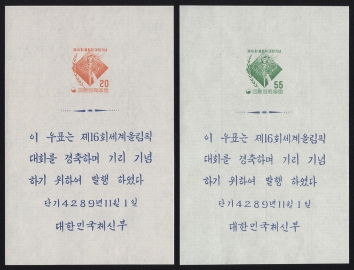 20
이 우표는 제16회세계올림픽
대회를 경축하며 기리 기념
하기 위하여 발행 하였다
단기4289년11월1일
대한민국체신부
55
이 우표는 제16회세계올림픽
대회를 경축하며 기리 기념
하기 위하여 발행 하였다
단기4289년11월1일
대한민국체신부